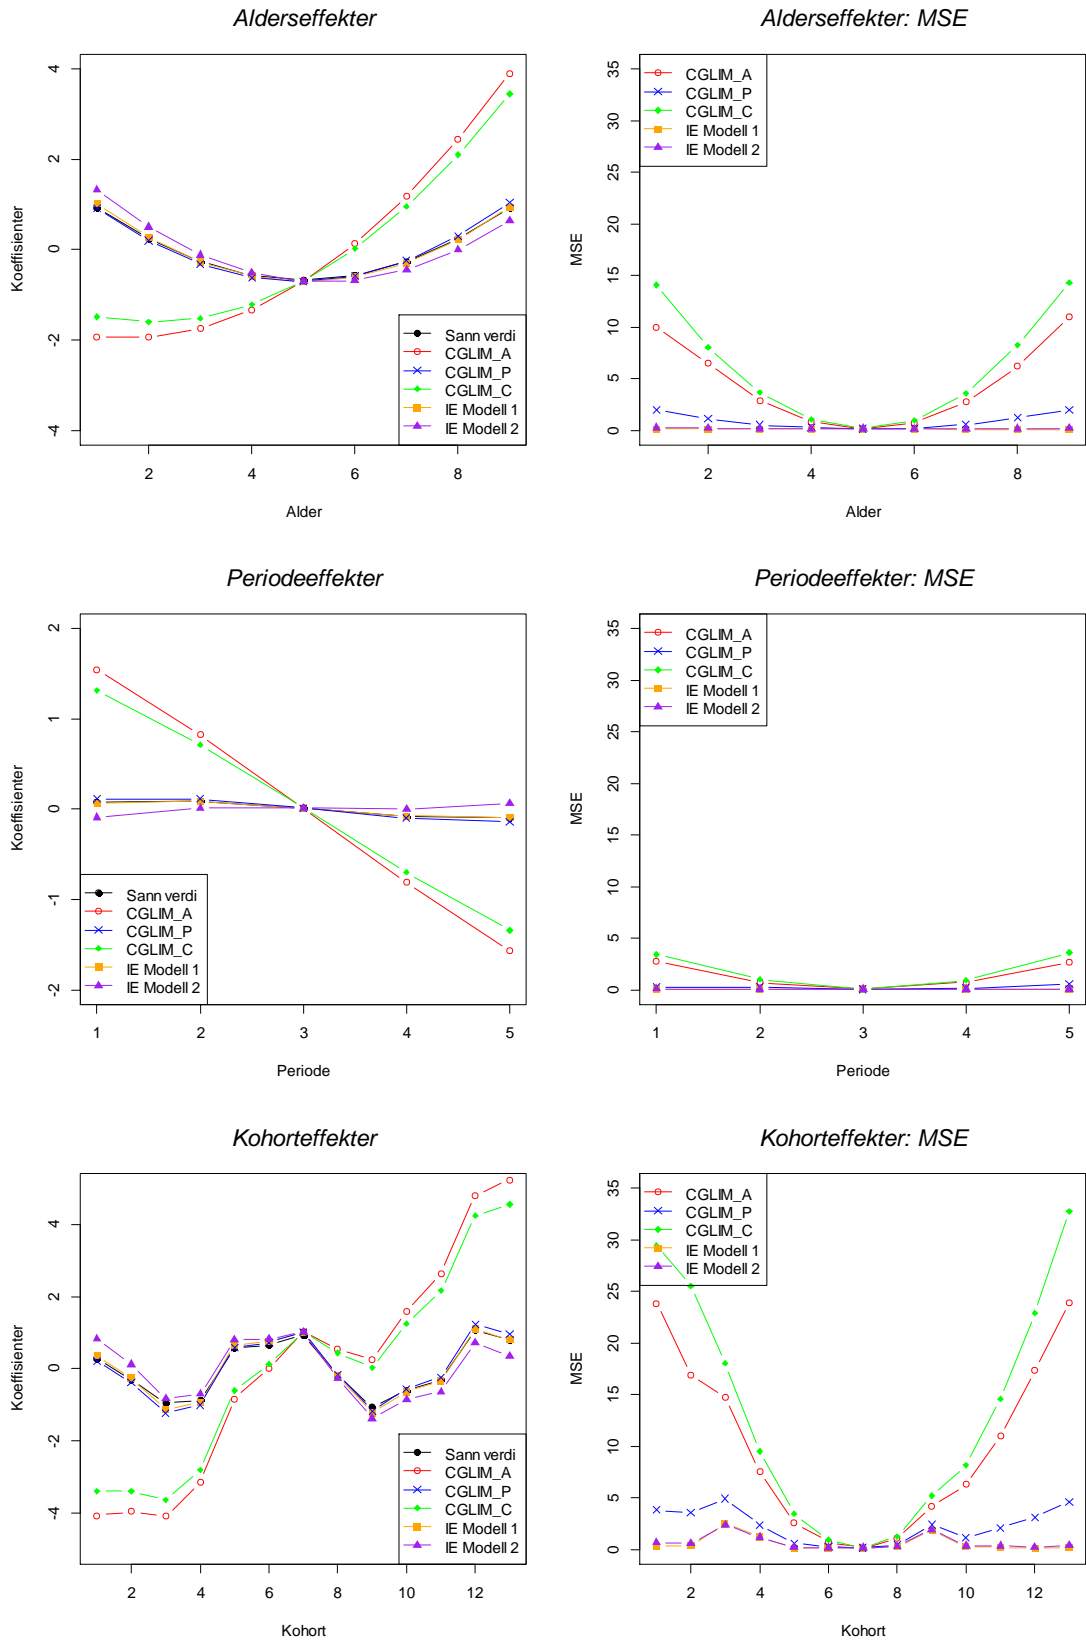 Alderseffekter
4
2
0
-2
-4
Koeffisienter
Sann verdi
CGLIM_A
CGLIM_P
CGLIM_C
IE Modell 1
IE Modell 2
2 4 6 8
Alder
Alderseffekter: MSE
35
30
25
20
15
10
5
0
MSE
CGLIM_A
CGLIM_P
CGLIM_C
IE Modell 1
IE Modell 2
2 4 6 8
Alder
Periodeeffekter
2
1
0
-1
-2
Koeffisienter
Sann verdi
CGLIM_A
CGLIM_P
CGLIM_C
IE Modell 1
IE Modell 2
1 2 3 4 5
Periode
Periodeeffekter: MSE
35
30
25
20
15
10
5
0
MSE
CGLIM_A
CGLIM_P
CGLIM_C
IE Modell 1
IE Modell 2
1 2 3 4 5
Periode
Kohorteffekter
4
2
0
-2
-4
Koeffisienter
Sann verdi
CGLIM_A
CGLIM_P
CGLIM_C
IE Modell 1
IE Modell 2
2 4 6 8 10 12
Kohort
Kohorteffekter: MSE
35
30
25
20
15
10
5
0
MSE
CGLIM_A
CGLIM_P
CGLIM_C
IE Modell 1
IE Modell 2
2 4 6 8 10 12
Kohort